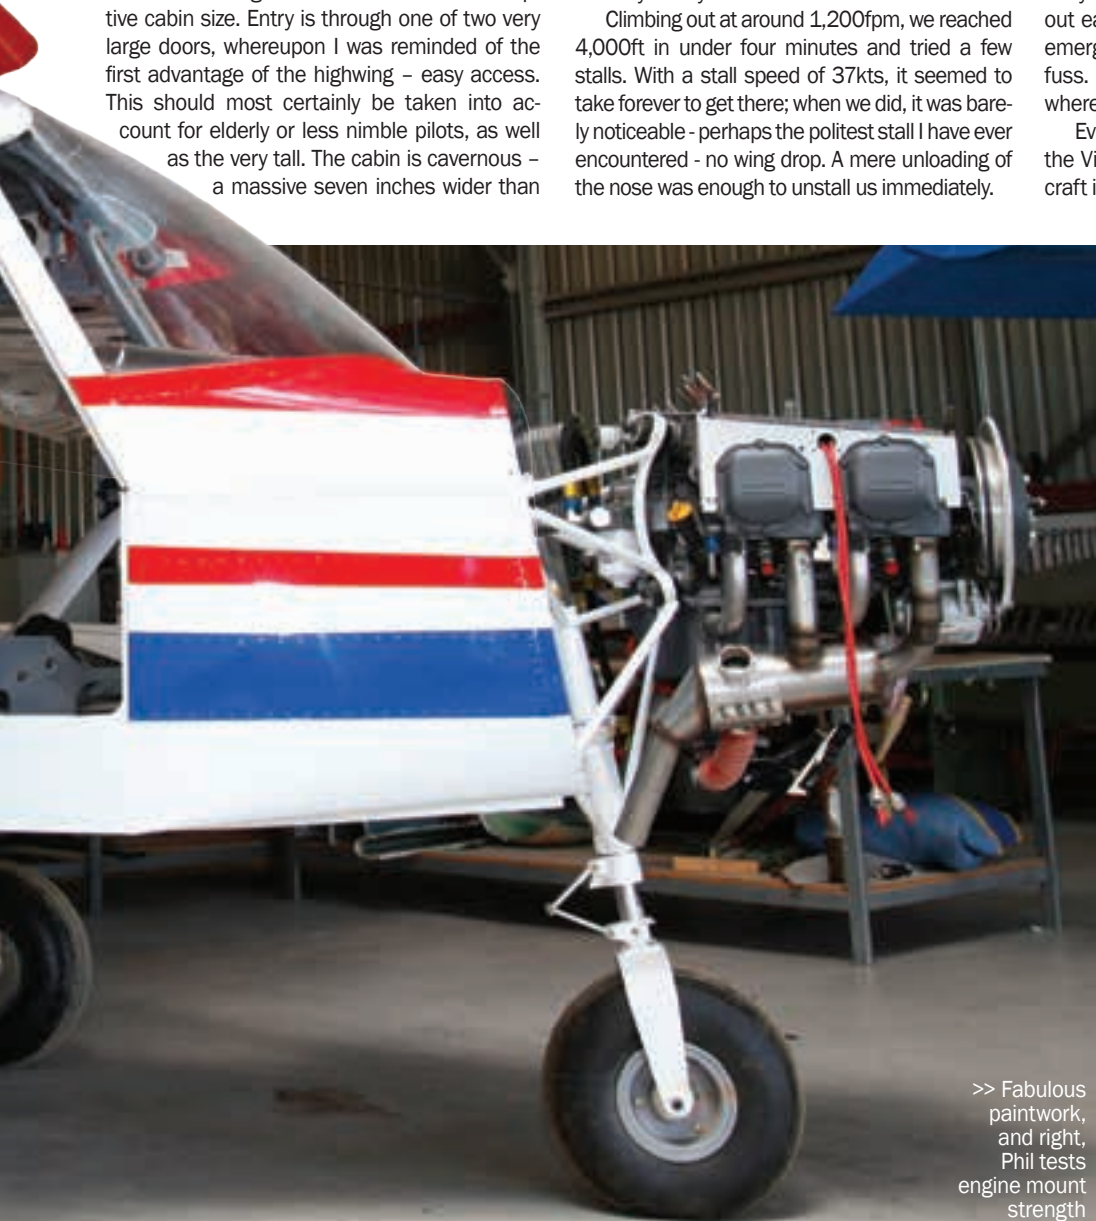 tive cabin size. Entry is through one of two very
large doors, whereupon I was reminded of the
first advantage of the highwing – easy access.
This should most certainly be taken into ac-
count for elderly or less nimble pilots, as well
as the very tall. The cabin is cavernous –
a massive seven inches wider than
Climbing out at around 1,200fpm, we reached
4,000ft in under four minutes and tried a few
stalls. With a stall speed of 37kts, it seemed to
take forever to get there; when we did, it was bare-
ly noticeable - perhaps the politest stall I have ever
encountered - no wing drop. A mere unloading of
the nose was enough to unstall us immediately.
out
fuss.
where
the
craft
>> Fabulous
paintwork,
and right,
Phil tests
engine mount
strength